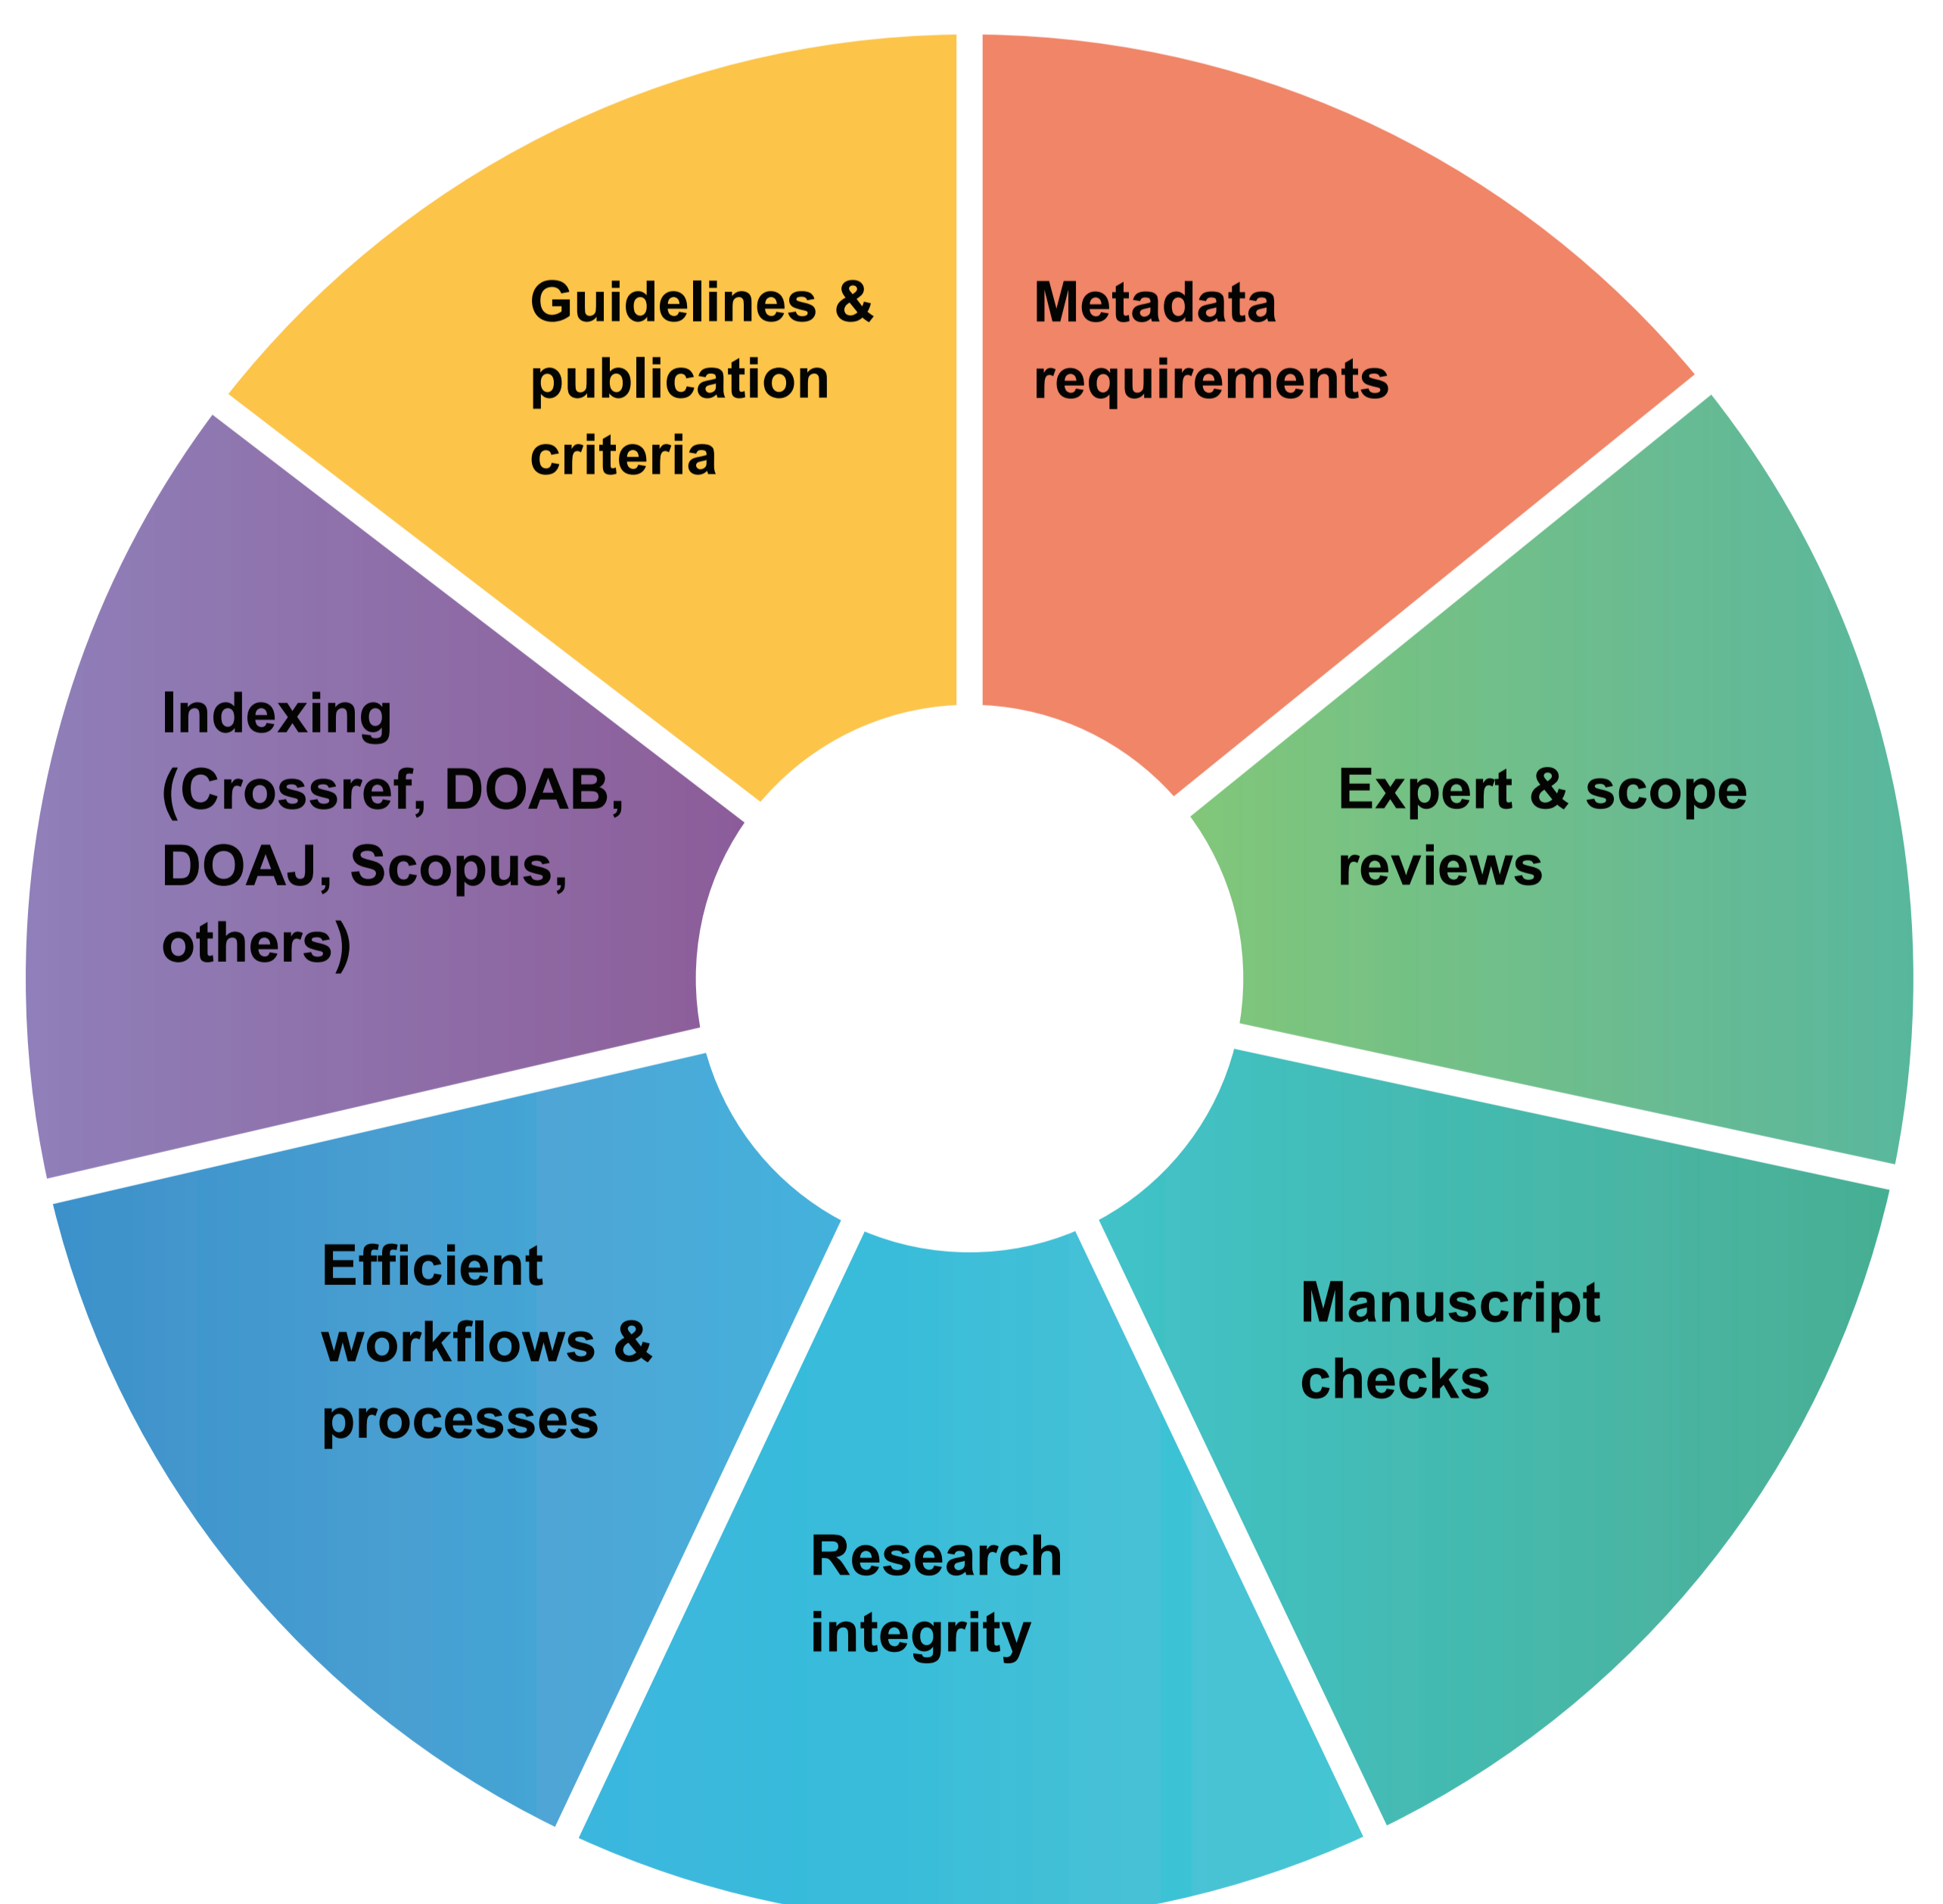 Guidelines &
publication
criteria
Metadata
requirements
Expert & scope
reviews
Manuscript
checks
Research
integrity
Efficient
workflows &
processes
Indexing
(Crossref, DOAB,
DOAJ, Scopus,
others)